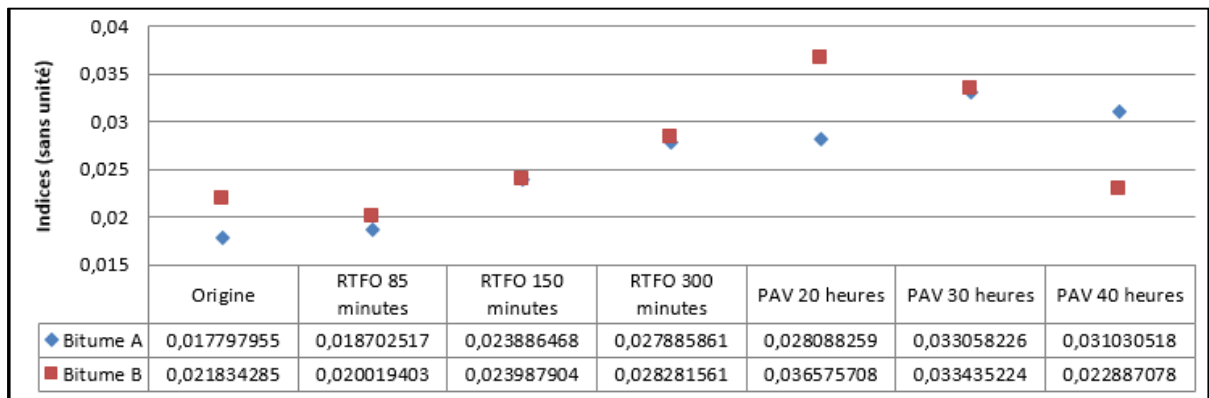 Indices (sans unité)
0,04
0,035
0,03
0,025
0,02
0,015
Origine
RTFO 85 minutes
RTFO 150 minutes
RTFO 300 minutes
PAV 20 heures
PAV 30 heures
PAV 40 heures
Bitume A 0,017797955 0,018702517 0,023886468 0,027885861 0,028088259 0,033058226 0,031030518
Bitume B 0,021834285 0,020019403 0,023987904 0,028281561 0,036575708 0,033435224 0,022887078